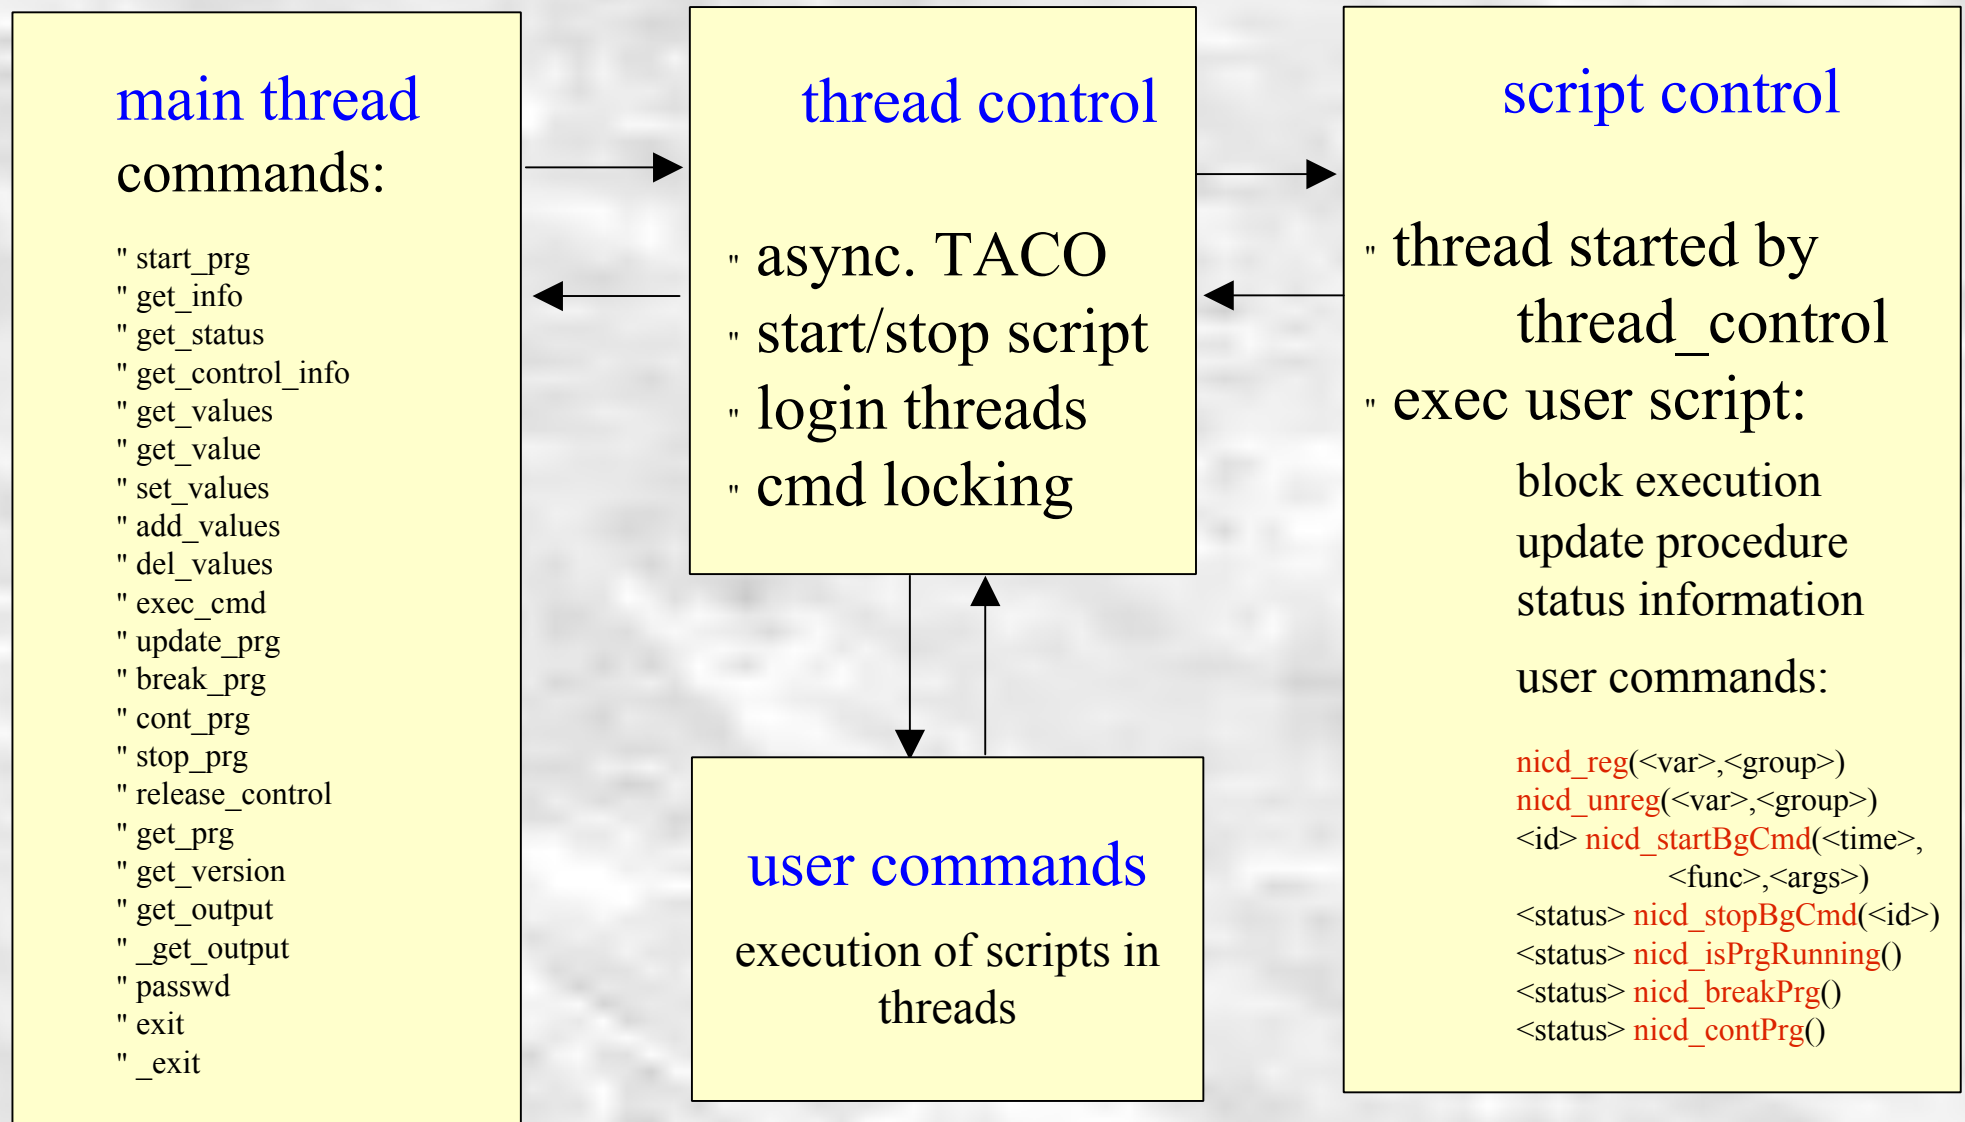 main thread
commands:
" start_prg
" get_info
" get_status
" get_control_info
" get_values
" get_value
" set_values
" add_values
" del_values
" exec_cmd
" update_prg
" break_prg
" cont_prg
" stop_prg
" release_control
" get_prg
" get_version
" get_output
" _get_output
" passwd
" exit
" _exit
thread control
" async. TACO
" start/stop script
" login threads
" cmd locking
user commands
execution of scripts in
threads
script control
" thread started by
thread_control
" exec user script:
block execution
update procedure
status information
user commands:
nicd_reg(<var>,<group>)
nicd_unreg(<var>,<group>)
<id> nicd_startBgCmd(<time>,
<func>,<args>)
<status> nicd_stopBgCmd(<id>)
<status> nicd_isPrgRunning()
<status> nicd_breakPrg()
<status> nicd_contPrg()